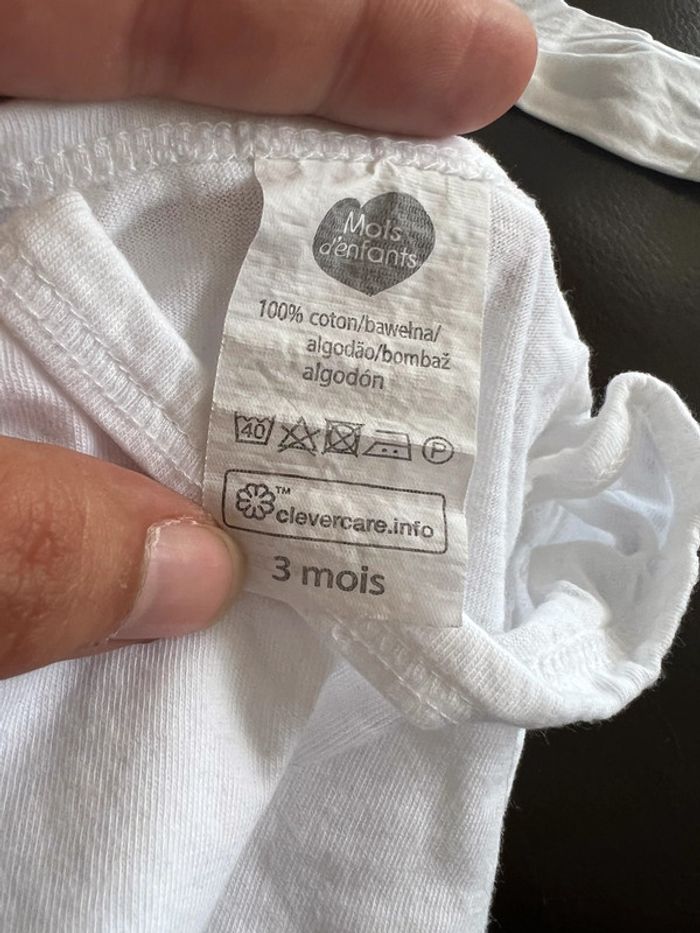 Mots
d'enfants
100% coton/bawełna/
algodão/bombaž
algodón
40 P
™
clevercare.info
3 mois